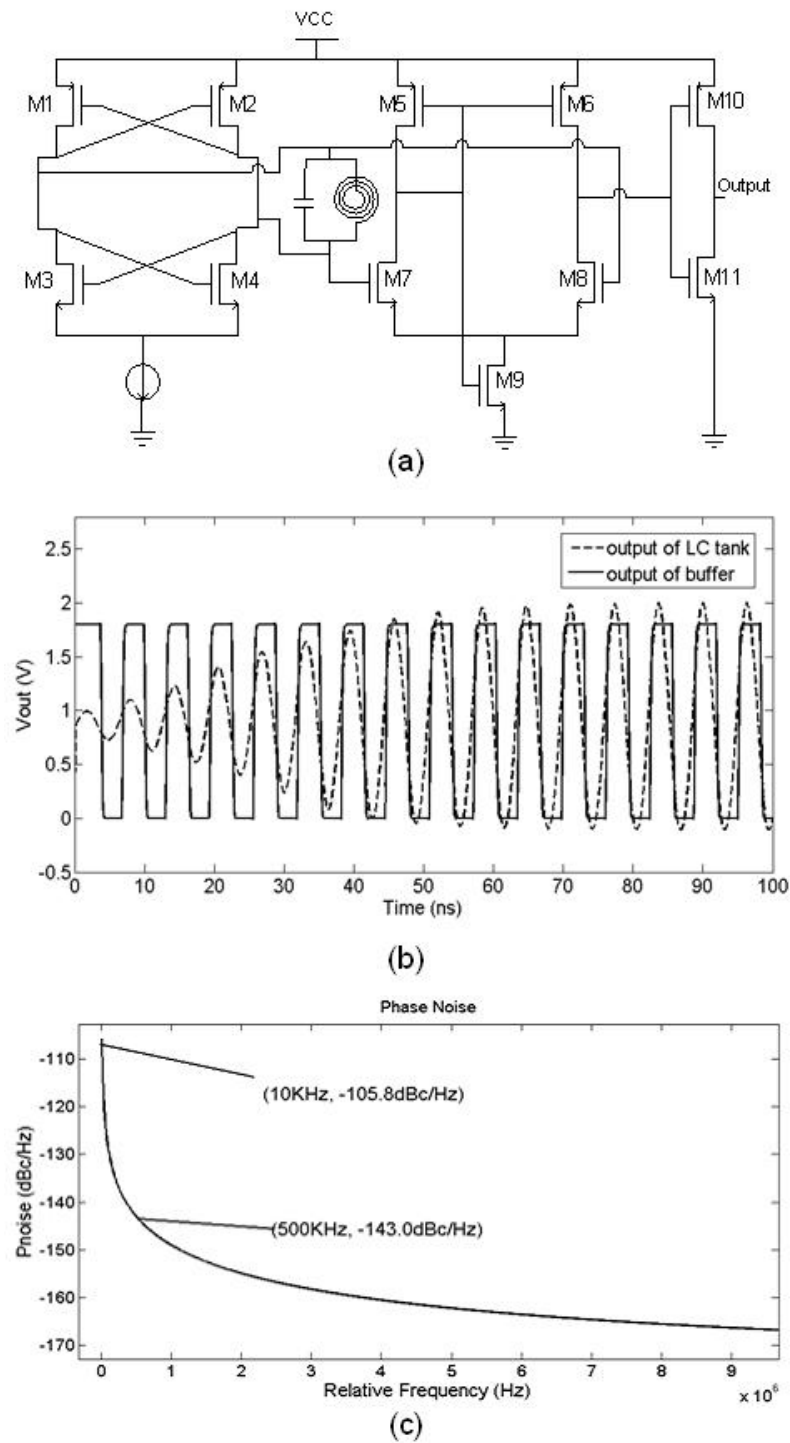 VCC
M1
M2
M5
M6
M10
Output
M3
M4
M7
M8
M11
M9
(a)
2.5
2
1.5
1
0.5
0
-0.5
Vout (V)
output of LC tank
output of buffer
0 10 20 30 40 50 60 70 80 90 100
Time (ns)
(b)
Phase Noise
-110
-120
-130
-140
-150
-160
-170
Pnoise (dBc/Hz)
(10KHz, -105.8dBc/Hz)
(500KHz, -143.0dBc/Hz)
0 1 2 3 4 5 6 7 8 9
Relative Frequency (Hz)
x 10⁶
(c)